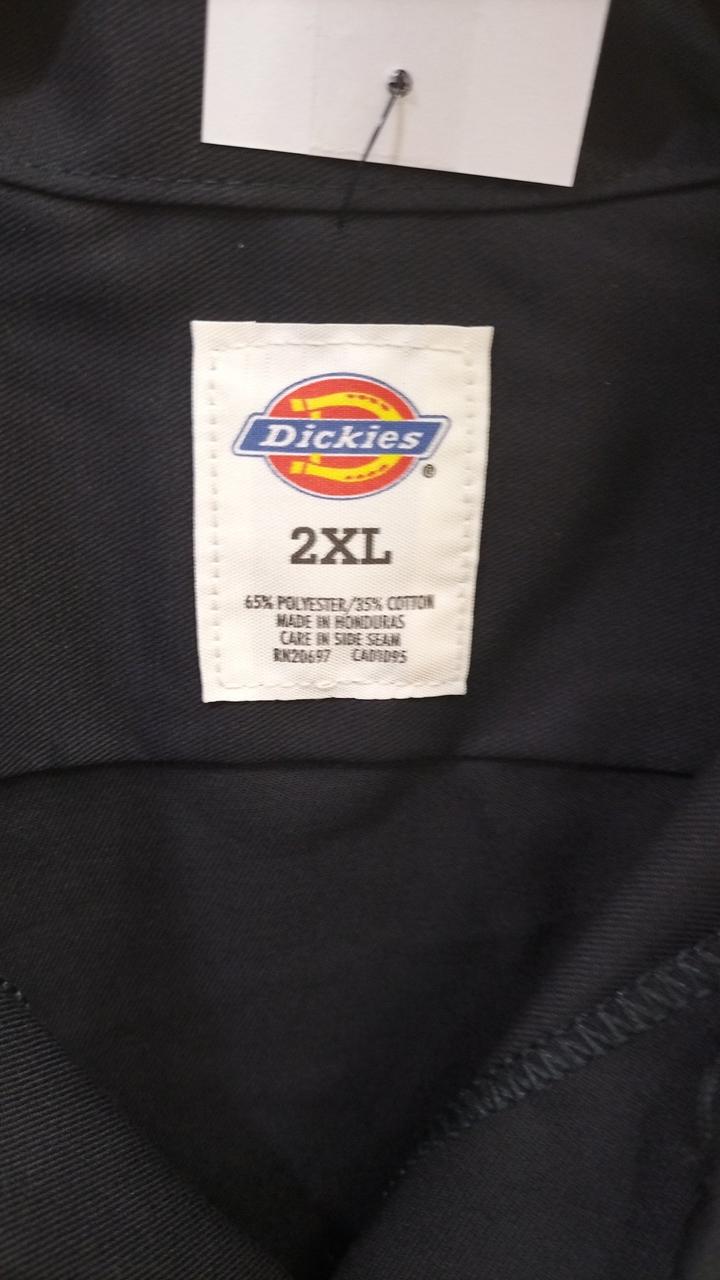 Dickies®
2XL
65% POLYESTER/35% COTTON
MADE IN HONDURAS
CARE IN SIDE SEAM
RN20697 CA01095